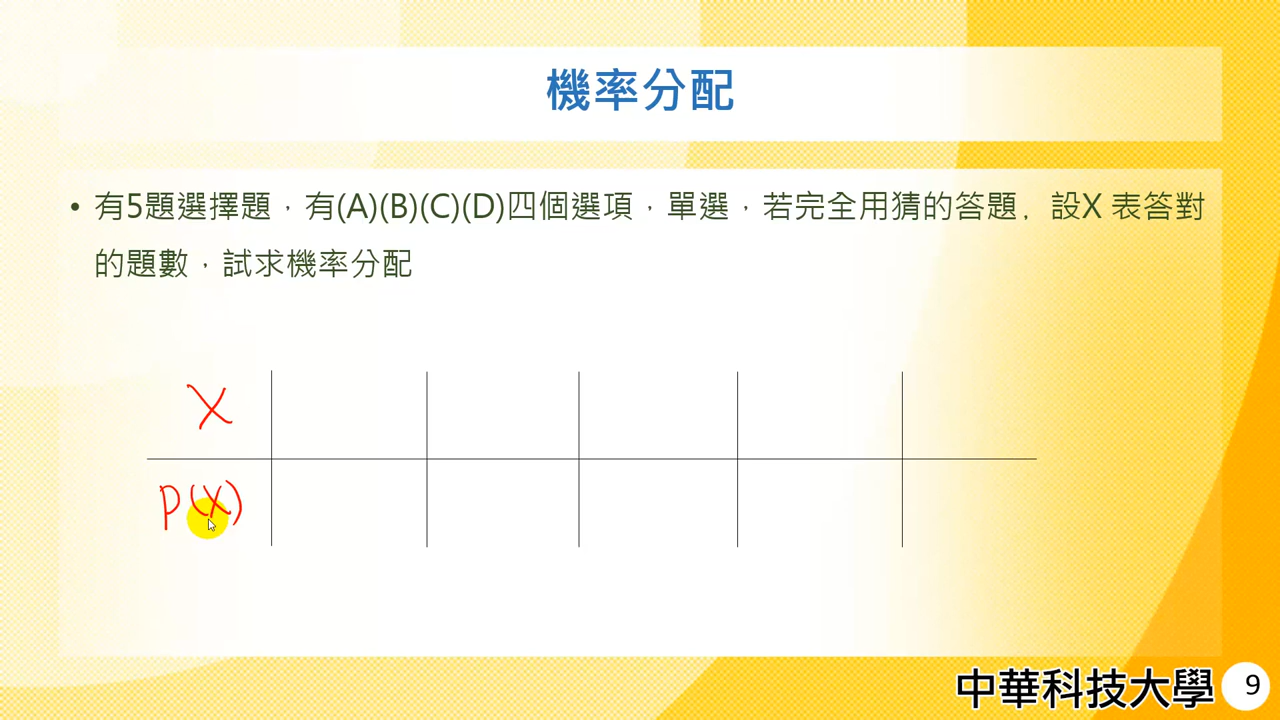 機率分配
• 有5題選擇題，有(A)(B)(C)(D)四個選項，單選，若完全用猜的答題．設X 表答對
的題數，試求機率分配
X
P(X)
中華科技大學 9